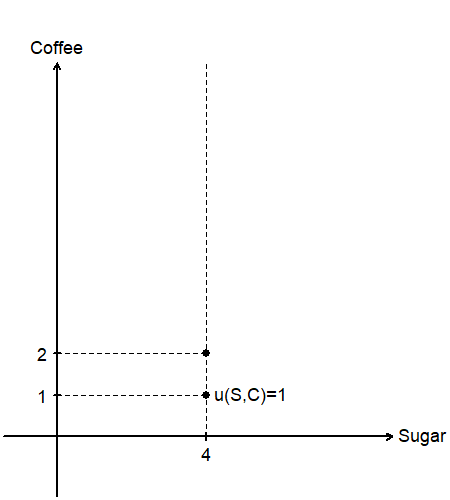 Coffee
2
1
u(S,C)=1
Sugar
4